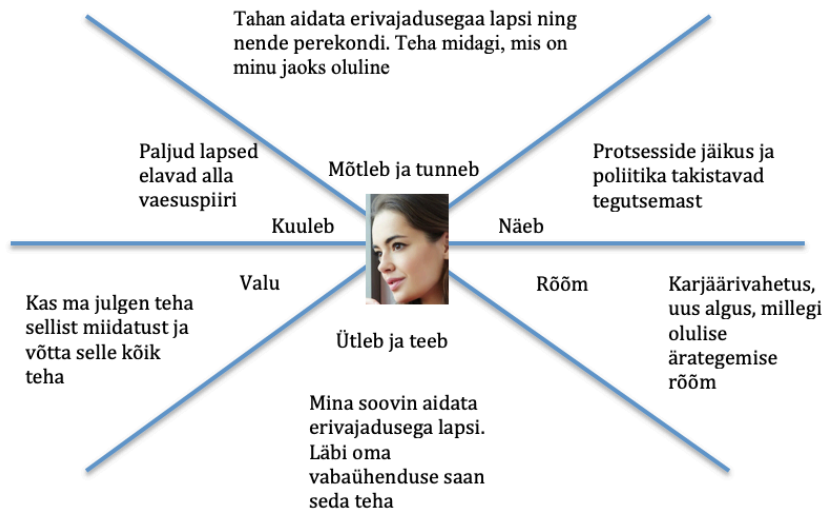 Tahan aidata erivajadusegaa lapsi ning
nende perekondi. Teha midagi, mis on
minu jaoks oluline
Mõtleb ja tunneb
Paljud lapsed
elavad alla
vaesuspiiri
Kuuleb
Protsesside jäikus ja
poliitika takistavad
tegutsemast
Näeb
Valu
Kas ma julgen teha
sellist miidatust ja
võtta selle kõik
teha
Rõõm
Karjäärivahetus,
uus algus, millegi
olulise
ärategemise
rõõm
Ütleb ja teeb
Mina soovin aidata
erivajadusega lapsi.
Läbi oma
vabaühenduse saan
seda teha